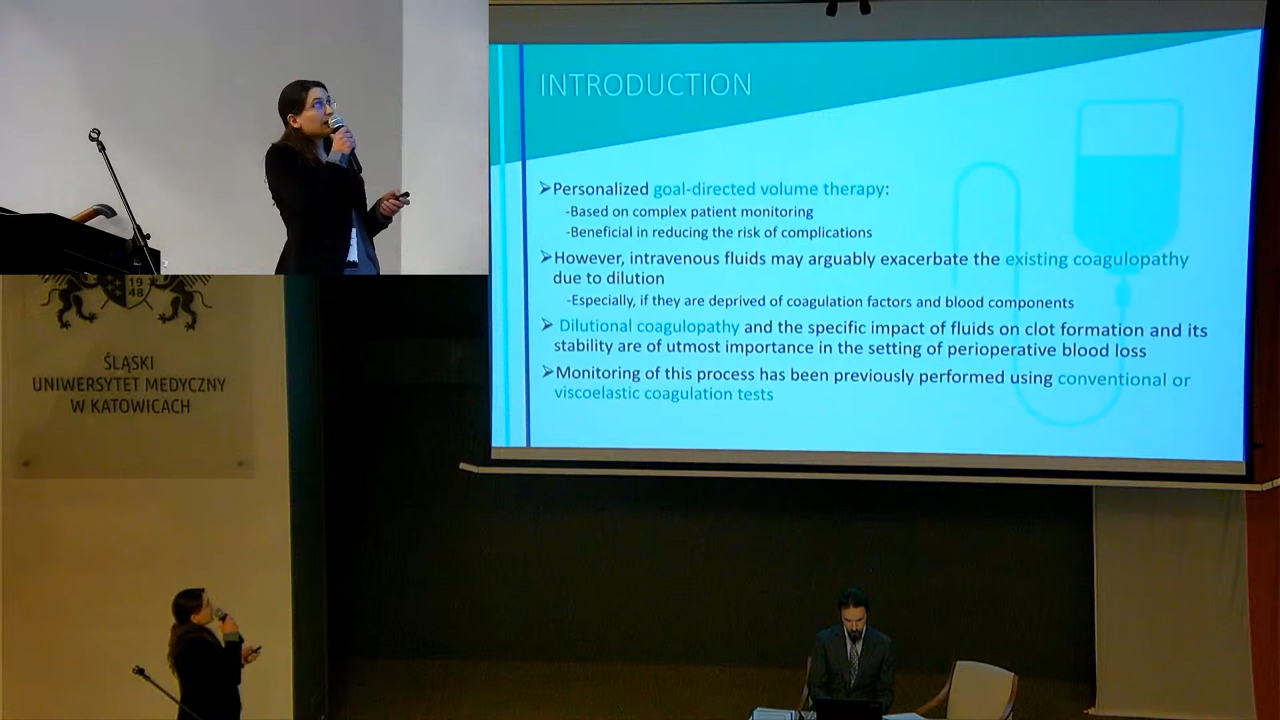 INTRODUCTION
➢Personalized goal-directed volume therapy:
-Based on complex patient monitoring
-Beneficial in reducing the risk of complications
➢However, intravenous fluids may arguably exacerbate the existing coagulopathy
due to dilution
-Especially, if they are deprived of coagulation factors and blood components
➢ Dilutional coagulopathy and the specific impact of fluids on clot formation and its
stability are of utmost importance in the setting of perioperative blood loss
➢Monitoring of this process has been previously performed using conventional or
viscoelastic coagulation tests
19
48
ŚLĄSKI
UNIWERSYTET MEDYCZNY
W KATOWICACH